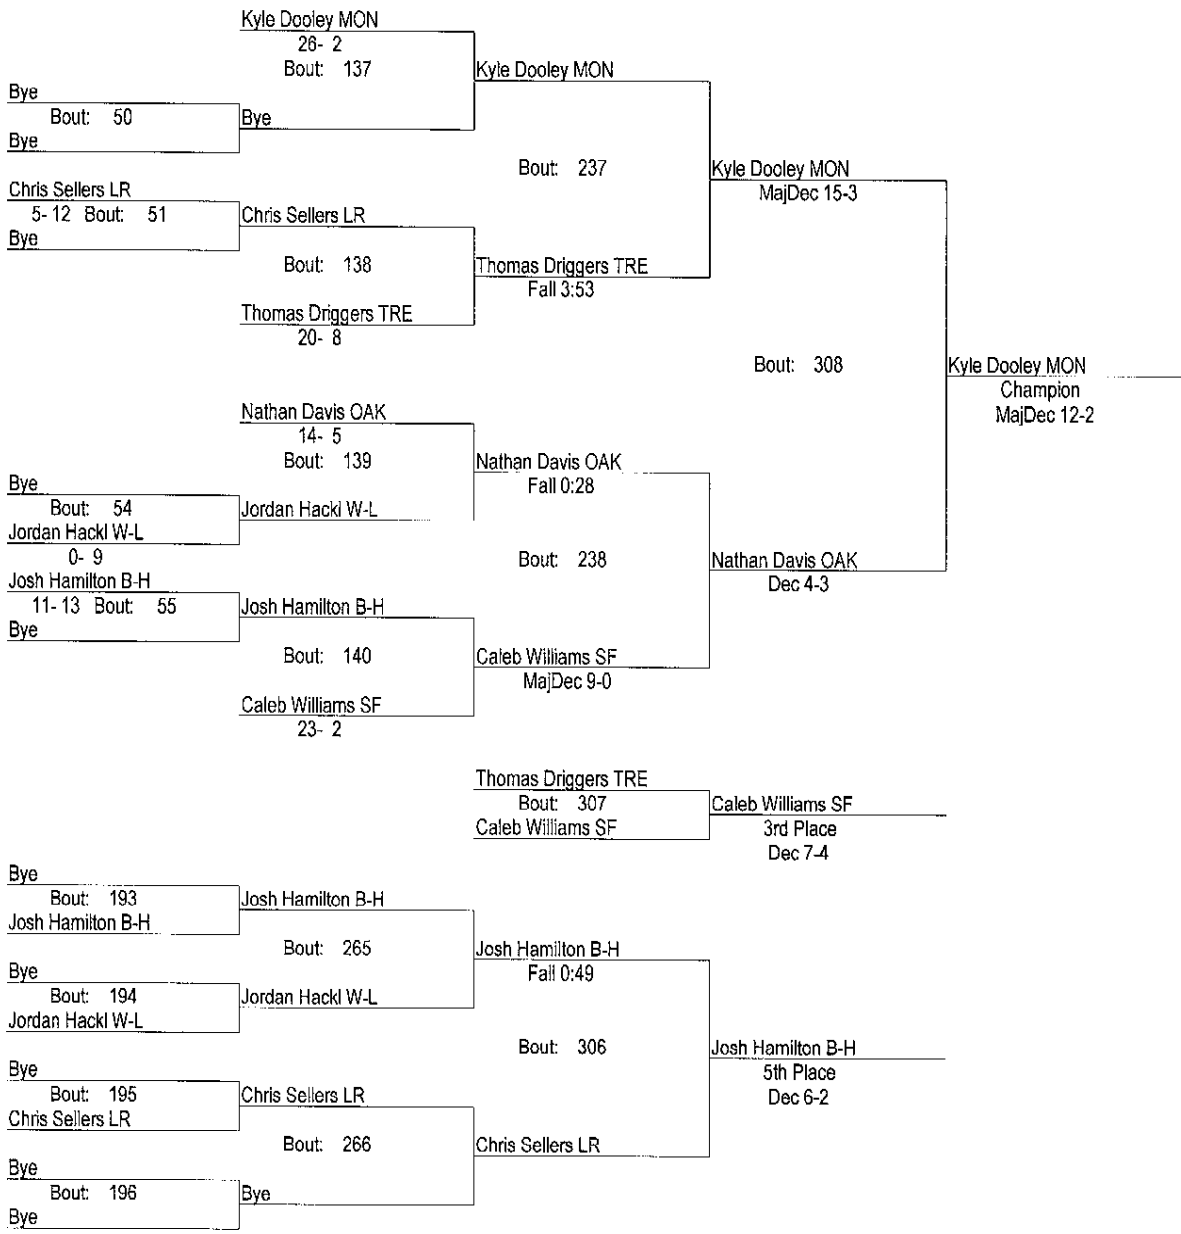 Kyle Dooley MON
26- 2
Bout: 137
Kyle Dooley MON
Bye
Bout: 50
Bye
Bye
Bout: 237
Kyle Dooley MON
MajDec 15-3
Chris Sellers LR
5- 12 Bout: 51
Chris Sellers LR
Bye
Bout: 138
Thomas Driggers TRE
Fall 3:53
Thomas Driggers TRE
20- 8
Bout: 308
Kyle Dooley MON
Champion
MajDec 12-2
Nathan Davis OAK
14- 5
Bout: 139
Nathan Davis OAK
Fall 0:28
Bye
Bout: 54
Jordan Hackl W-L
Jordan Hackl W-L
0- 9
Bout: 238
Nathan Davis OAK
Dec 4-3
Josh Hamilton B-H
11- 13 Bout: 55
Josh Hamilton B-H
Bye
Bout: 140
Caleb Williams SF
MajDec 9-0
Caleb Williams SF
23- 2
Thomas Driggers TRE
Bout: 307
Caleb Williams SF
Caleb Williams SF
3rd Place
Dec 7-4
Bye
Bout: 193
Josh Hamilton B-H
Josh Hamilton B-H
Bout: 265
Josh Hamilton B-H
Fall 0:49
Bye
Bout: 194
Jordan Hackl W-L
Jordan Hackl W-L
Bout: 306
Josh Hamilton B-H
5th Place
Dec 6-2
Bye
Bout: 195
Chris Sellers LR
Chris Sellers LR
Bout: 266
Chris Sellers LR
Bye
Bout: 196
Bye
Bye